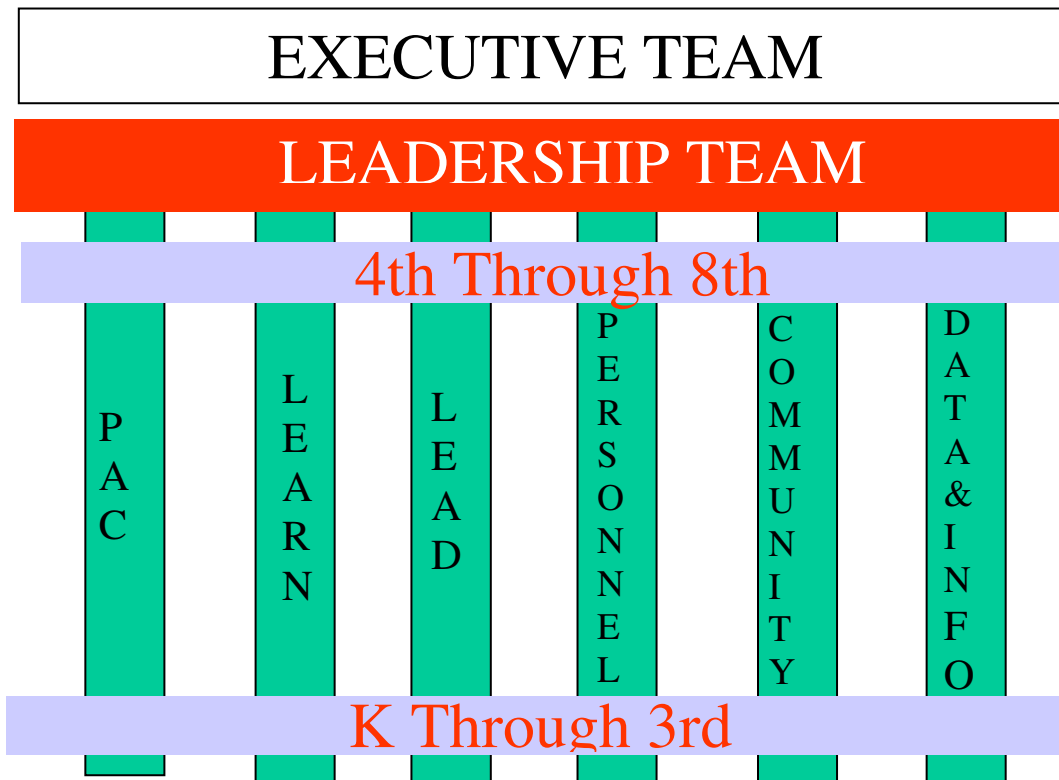 EXECUTIVE TEAM
LEADERSHIP TEAM
4th Through 8th
PAC
LEARN
LEAD
PERSONNEL
COMMUNITY
DATA&INFO
K Through 3rd